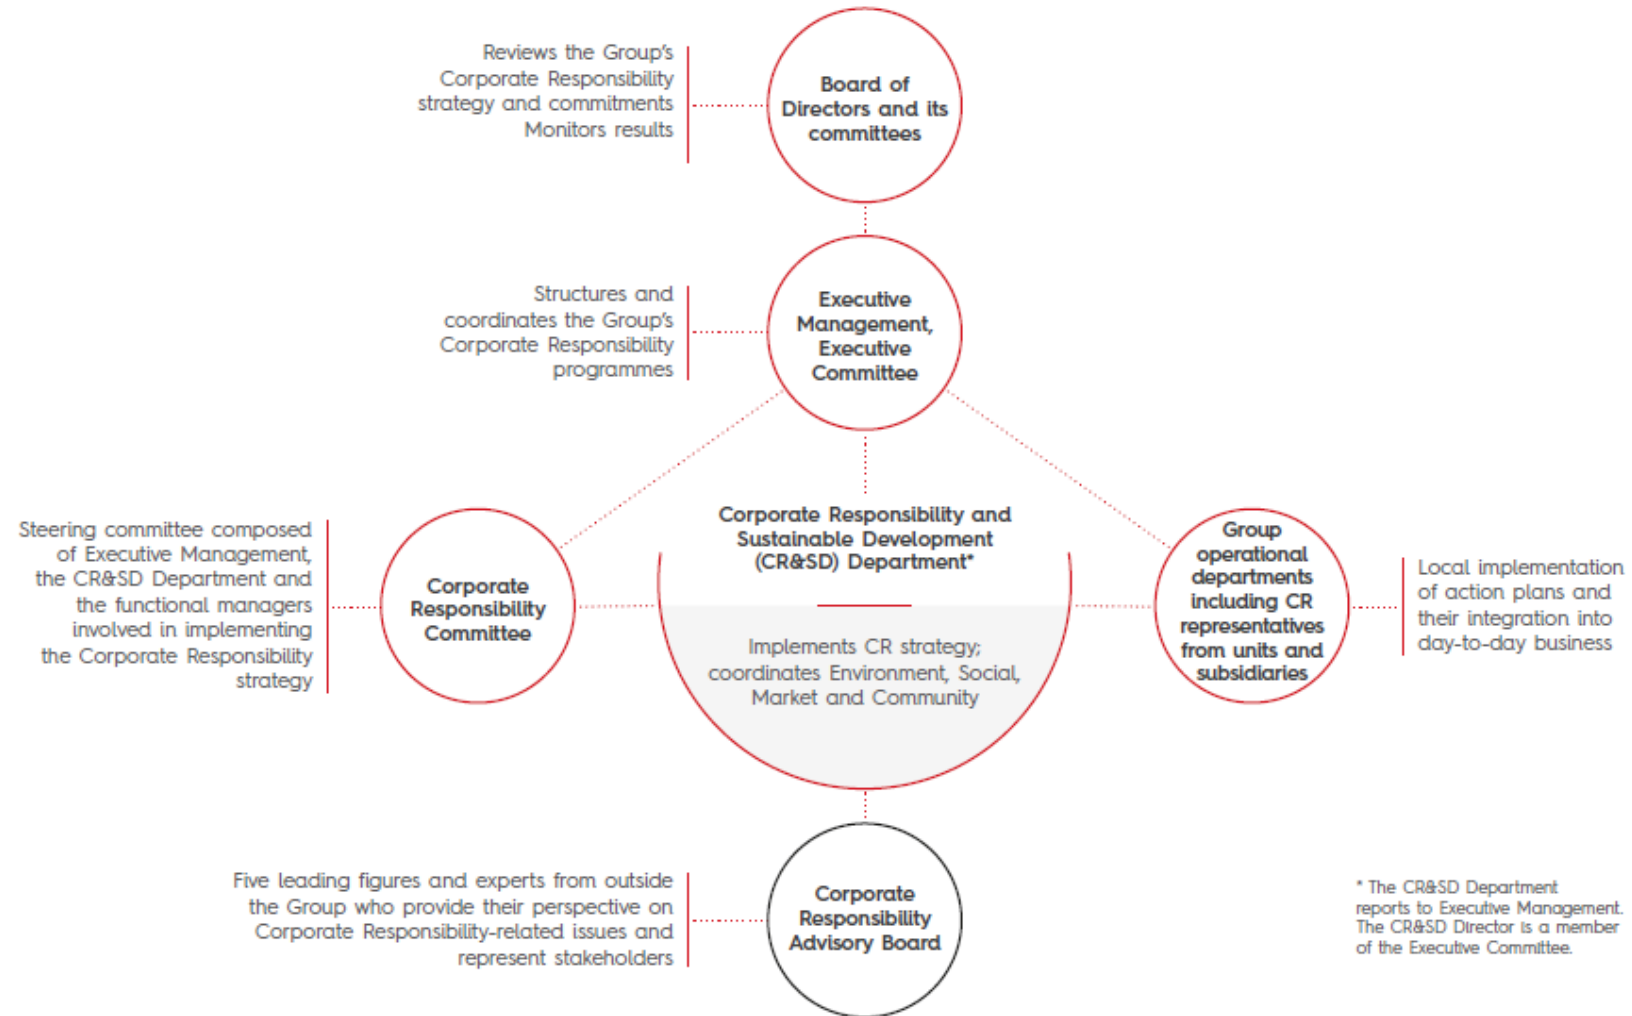 Reviews the Group's
Corporate Responsibility
strategy and commitments
Monitors results
Board of
Directors and its
committees
Structures and
coordinates the Group's
Corporate Responsibility
programmes
Executive
Management,
Executive
Committee
Steering committee composed
of Executive Management,
the CR&SD Department and
the functional managers
involved in implementing
the Corporate Responsibility
strategy
Corporate
Responsibility
Committee
Corporate Responsibility and
Sustainable Development
(CR&SD) Department*
Implements CR strategy;
coordinates Environment, Social,
Market and Community
Group
operational
departments
including CR
representatives
from units and
subsidiaries
Local implementation
of action plans and
their integration into
day-to-day business
Five leading figures and experts from outside
the Group who provide their perspective on
Corporate Responsibility-related issues and
represent stakeholders
Corporate
Responsibility
Advisory Board
* The CR&SD Department
reports to Executive Management.
The CR&SD Director is a member
of the Executive Committee.